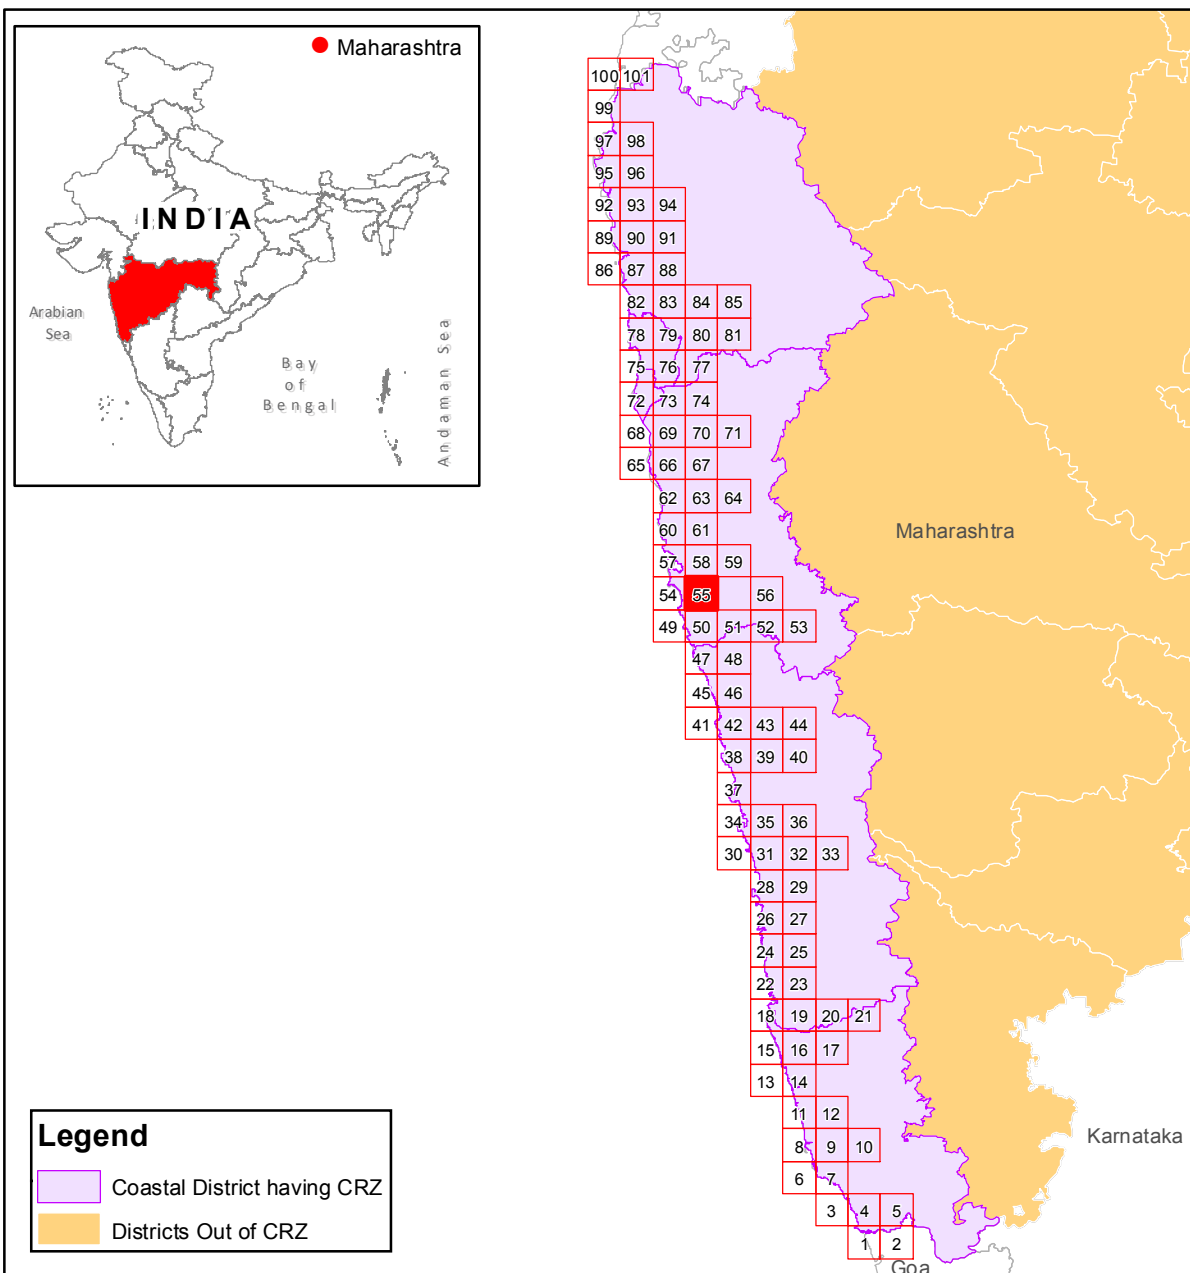 Maharashtra
INDIA
Arabian
Sea
Bay
of
Bengal
Andaman Sea
100 101
99
97 98
95 96
92 93 94
89 90 91
86 87 88
82 83 84 85
78 79 80 81
75 76 77
72 73 74
68 69 70 71
65 66 67
62 63 64
60 61
Maharashtra
57 58 59
54 55 56
49 50 51 52 53
47 48
45 46
41 42 43 44
38 39 40
37
34 35 36
30 31 32 33
28 29
26 27
24 25
22 23
18 19 20 21
15 16 17
13 14
11 12
8 9 10
6 7
3 4 5
1 2
Karnataka
Goa
Legend
Coastal District having CRZ
Districts Out of CRZ